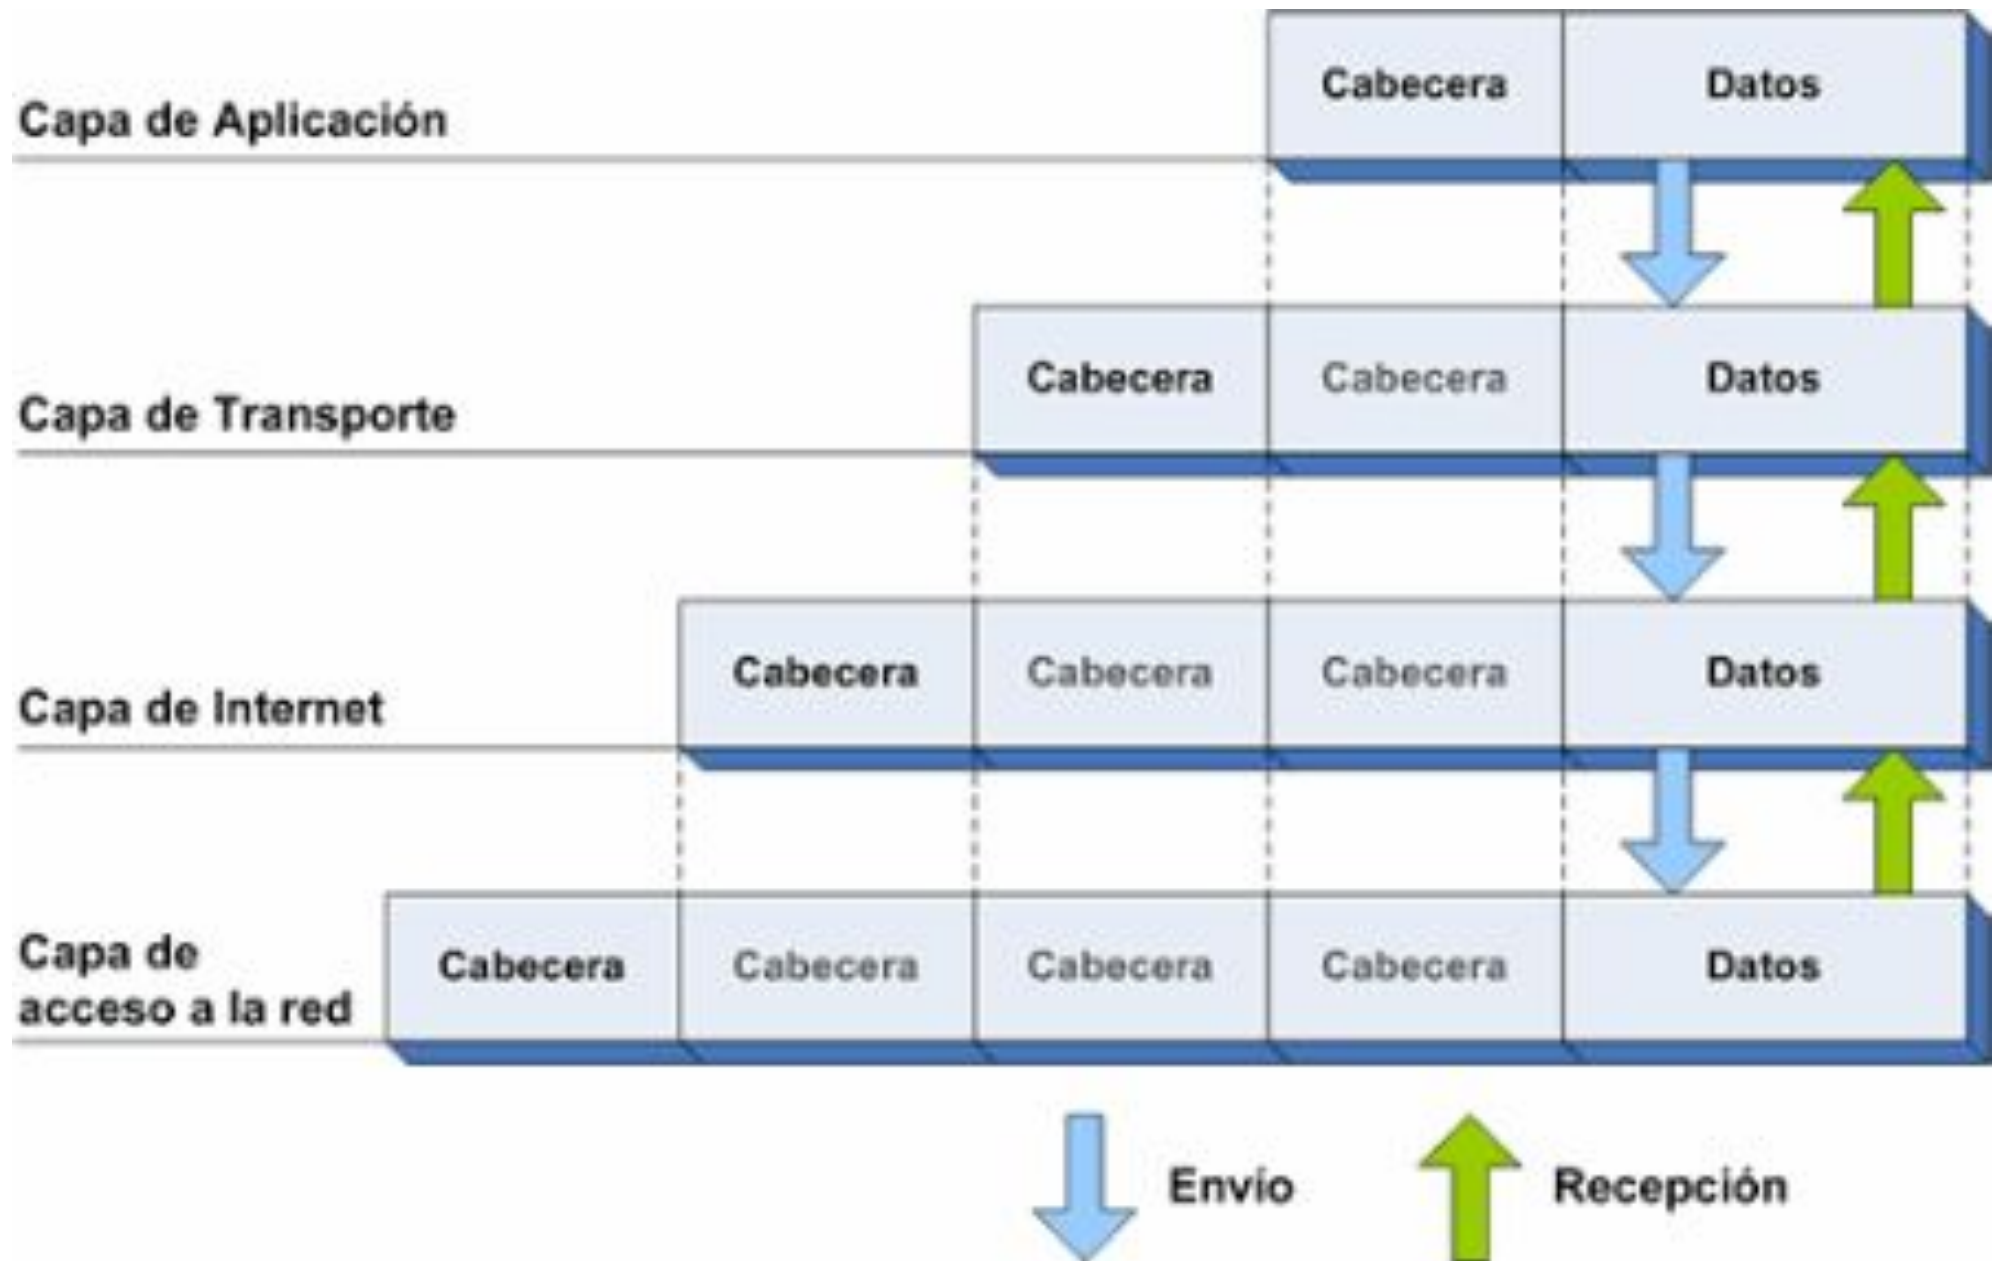 Cabecera Datos
Capa de Aplicación
Cabecera Cabecera Datos
Capa de Transporte
Cabecera Cabecera Cabecera Datos
Capa de Internet
Capa de
acceso a la red
Cabecera Cabecera Cabecera Cabecera Datos
Envío Recepción